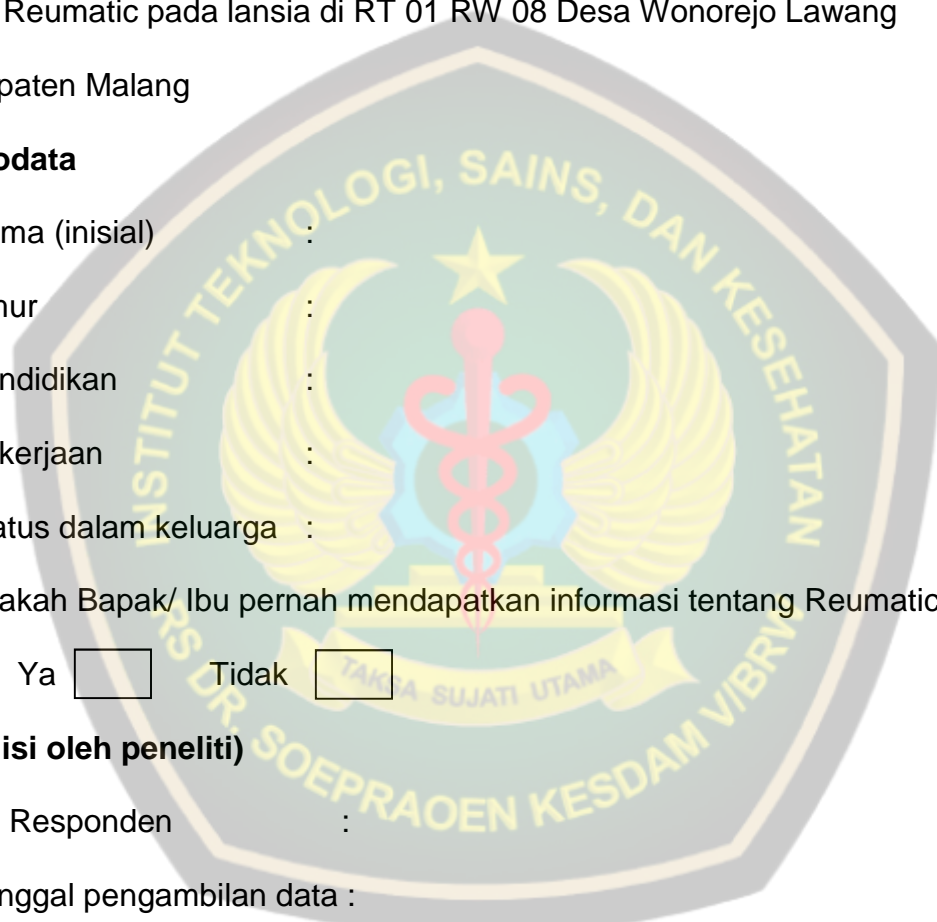 Reumatic pada lansia di RT 01 RW 08 Desa Wonorejo Lawang
paten Malang
odata
ma (inisial) :
mur :
ndidikan :
kerjaan :
atus dalam keluarga :
akah Bapak/ Ibu pernah mendapatkan informasi tentang Reumatic
Ya Tidak
isi oleh peneliti)
Responden :
nggal pengambilan data :
INSTITUT TEKNOLOGI, SAINS, DAN KESEHATAN
RS DR. SOEPRAOEN KESDAM V/BRW
TAKSA SUJATI UTAMA